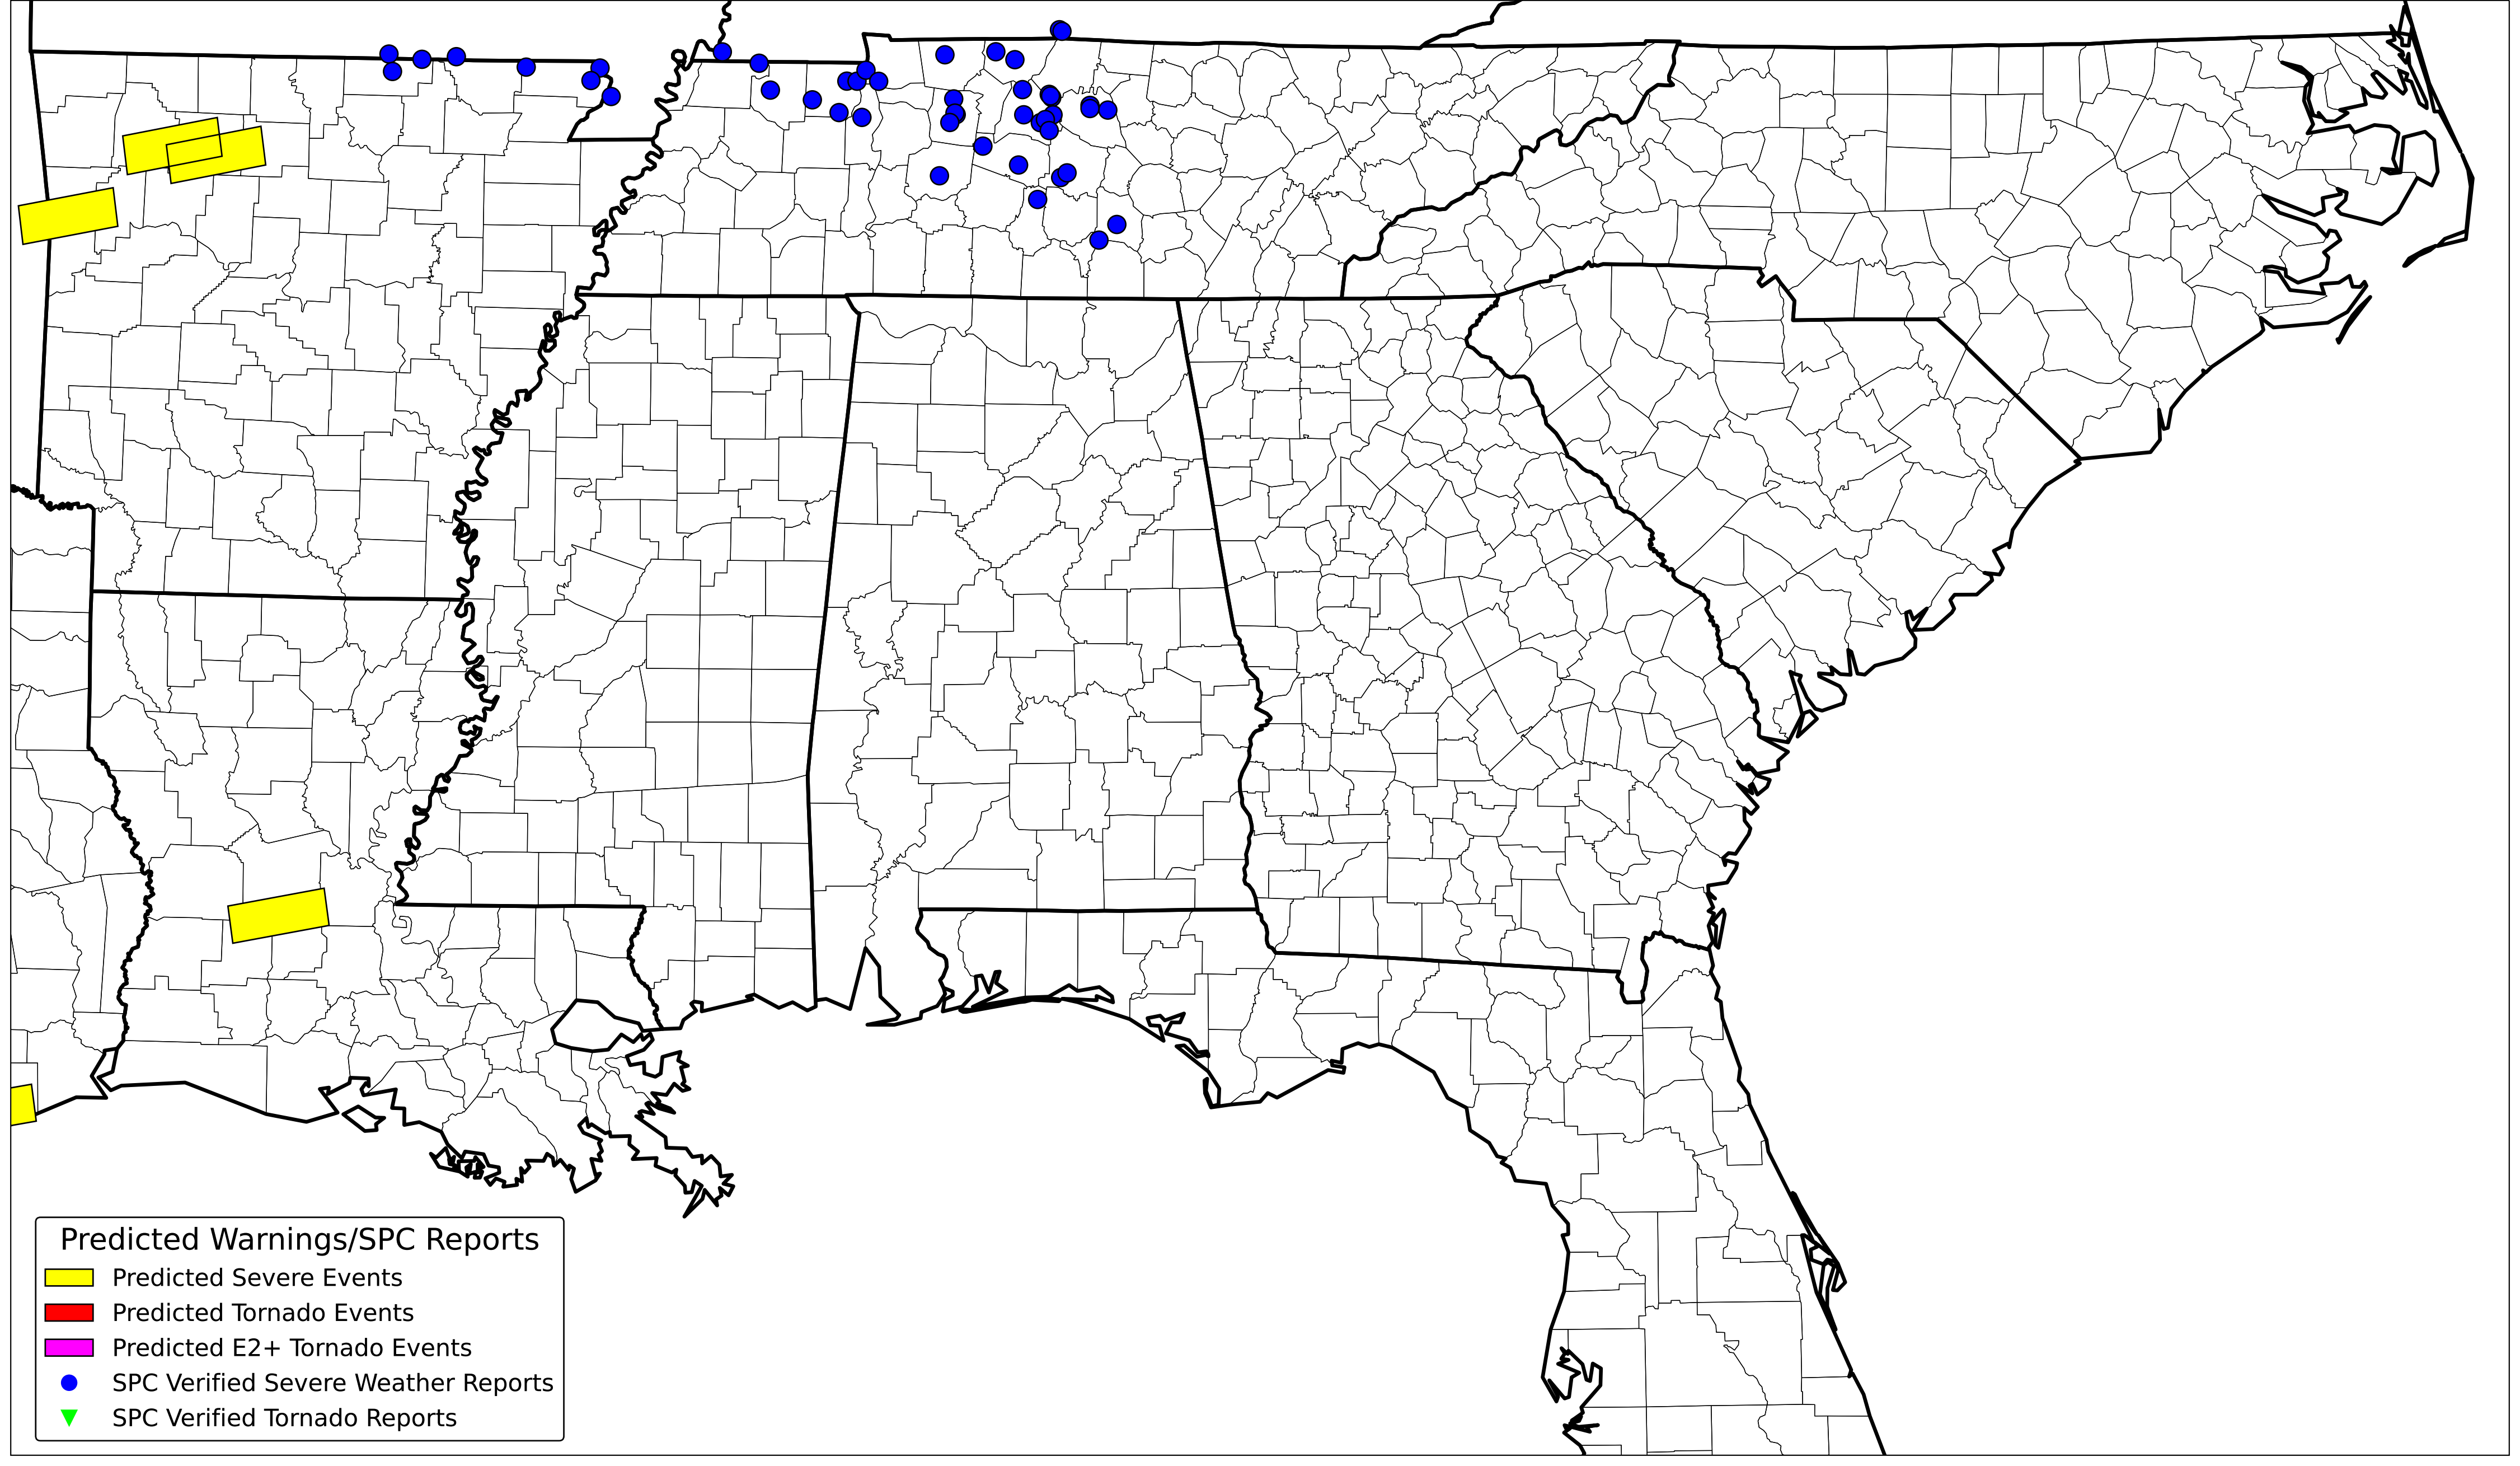 Predicted Warnings/SPC Reports
Predicted Severe Events
Predicted Tornado Events
Predicted E2+ Tornado Events
SPC Verified Severe Weather Reports
SPC Verified Tornado Reports